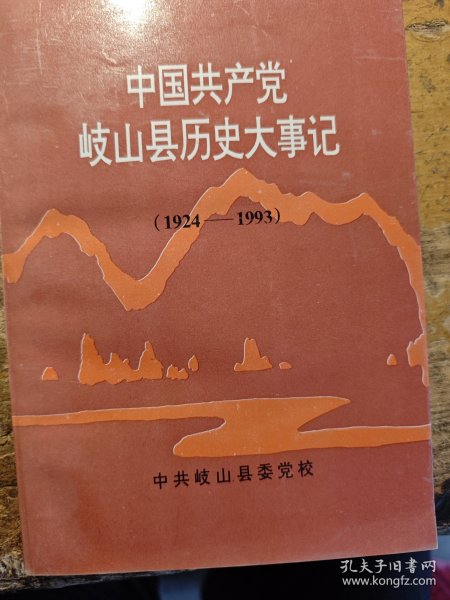 中国共产党
岐山县历史大事记
（1924——1993）
中共岐山县委党校
孔夫子旧书网
www.kongfz.com